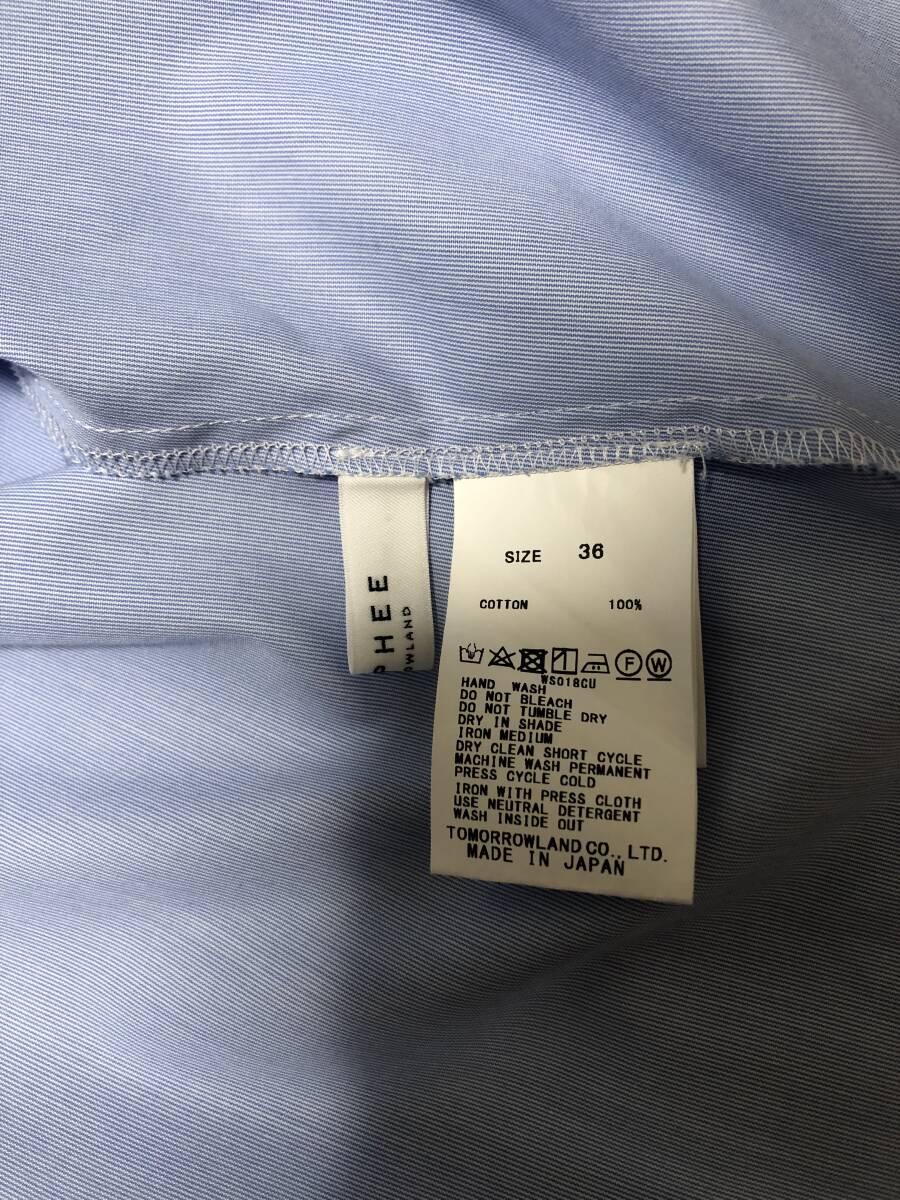 PHEE
OWLAND
SIZE 36
COTTON 100%
F W
WS018CU
HAND WASH
DO NOT BLEACH
DO NOT TUMBLE DRY
DRY IN SHADE
IRON MEDIUM
DRY CLEAN SHORT CYCLE
MACHINE WASH PERMANENT
PRESS CYCLE COLD
IRON WITH PRESS CLOTH
USE NEUTRAL DETERGENT
WASH INSIDE OUT
TOMORROWLAND CO., LTD.
MADE IN JAPAN